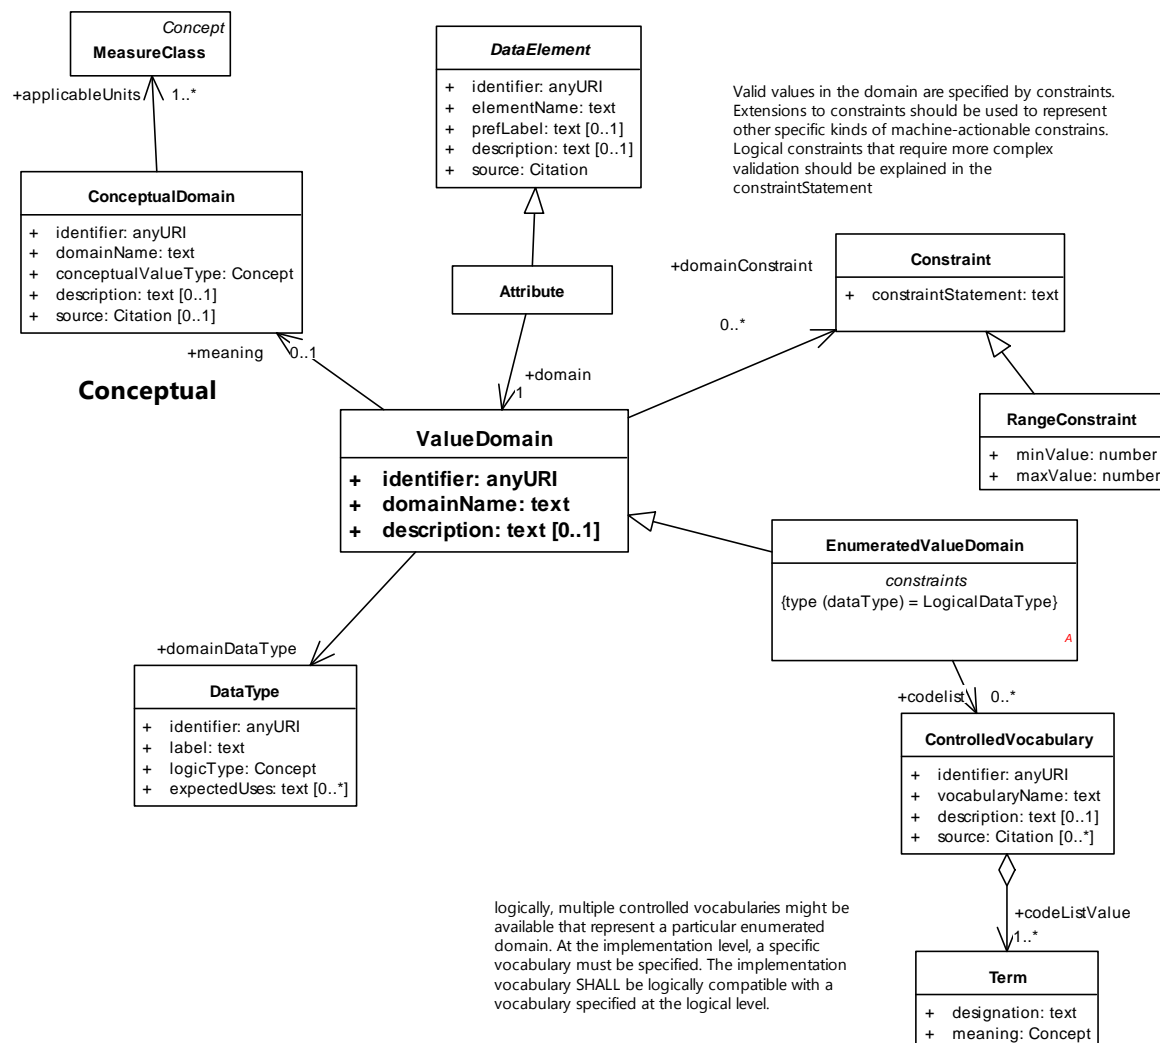 Concept
MeasureClass
+applicableUnits
1..*
ConceptualDomain
+ identifier: anyURI
+ domainName: text
+ conceptualValueType: Concept
+ description: text [0..1]
+ source: Citation [0..1]
+meaning
0..1
Conceptual
DataElement
+ identifier: anyURI
+ elementName: text
+ prefLabel: text [0..1]
+ description: text [0..1]
+ source: Citation
Attribute
+domain
1
Valid values in the domain are specified by constraints.
Extensions to constraints should be used to represent
other specific kinds of machine-actionable constrains.
Logical constraints that require more complex
validation should be explained in the
constraintStatement
+domainConstraint
0..*
Constraint
+ constraintStatement: text
RangeConstraint
+ minValue: number
+ maxValue: number
ValueDomain
+ identifier: anyURI
+ domainName: text
+ description: text [0..1]
EnumeratedValueDomain
constraints
{type (dataType) = LogicalDataType}
A
+domainDataType
DataType
+ identifier: anyURI
+ label: text
+ logicType: Concept
+ expectedUses: text [0..*]
+codelist
0..*
ControlledVocabulary
+ identifier: anyURI
+ vocabularyName: text
+ description: text [0..1]
+ source: Citation [0..*]
+codeListValue
1..*
logically, multiple controlled vocabularies might be
available that represent a particular enumerated
domain. At the implementation level, a specific
vocabulary must be specified. The implementation
vocabulary SHALL be logically compatible with a
vocabulary specified at the logical level.
Term
+ designation: text
+ meaning: Concept